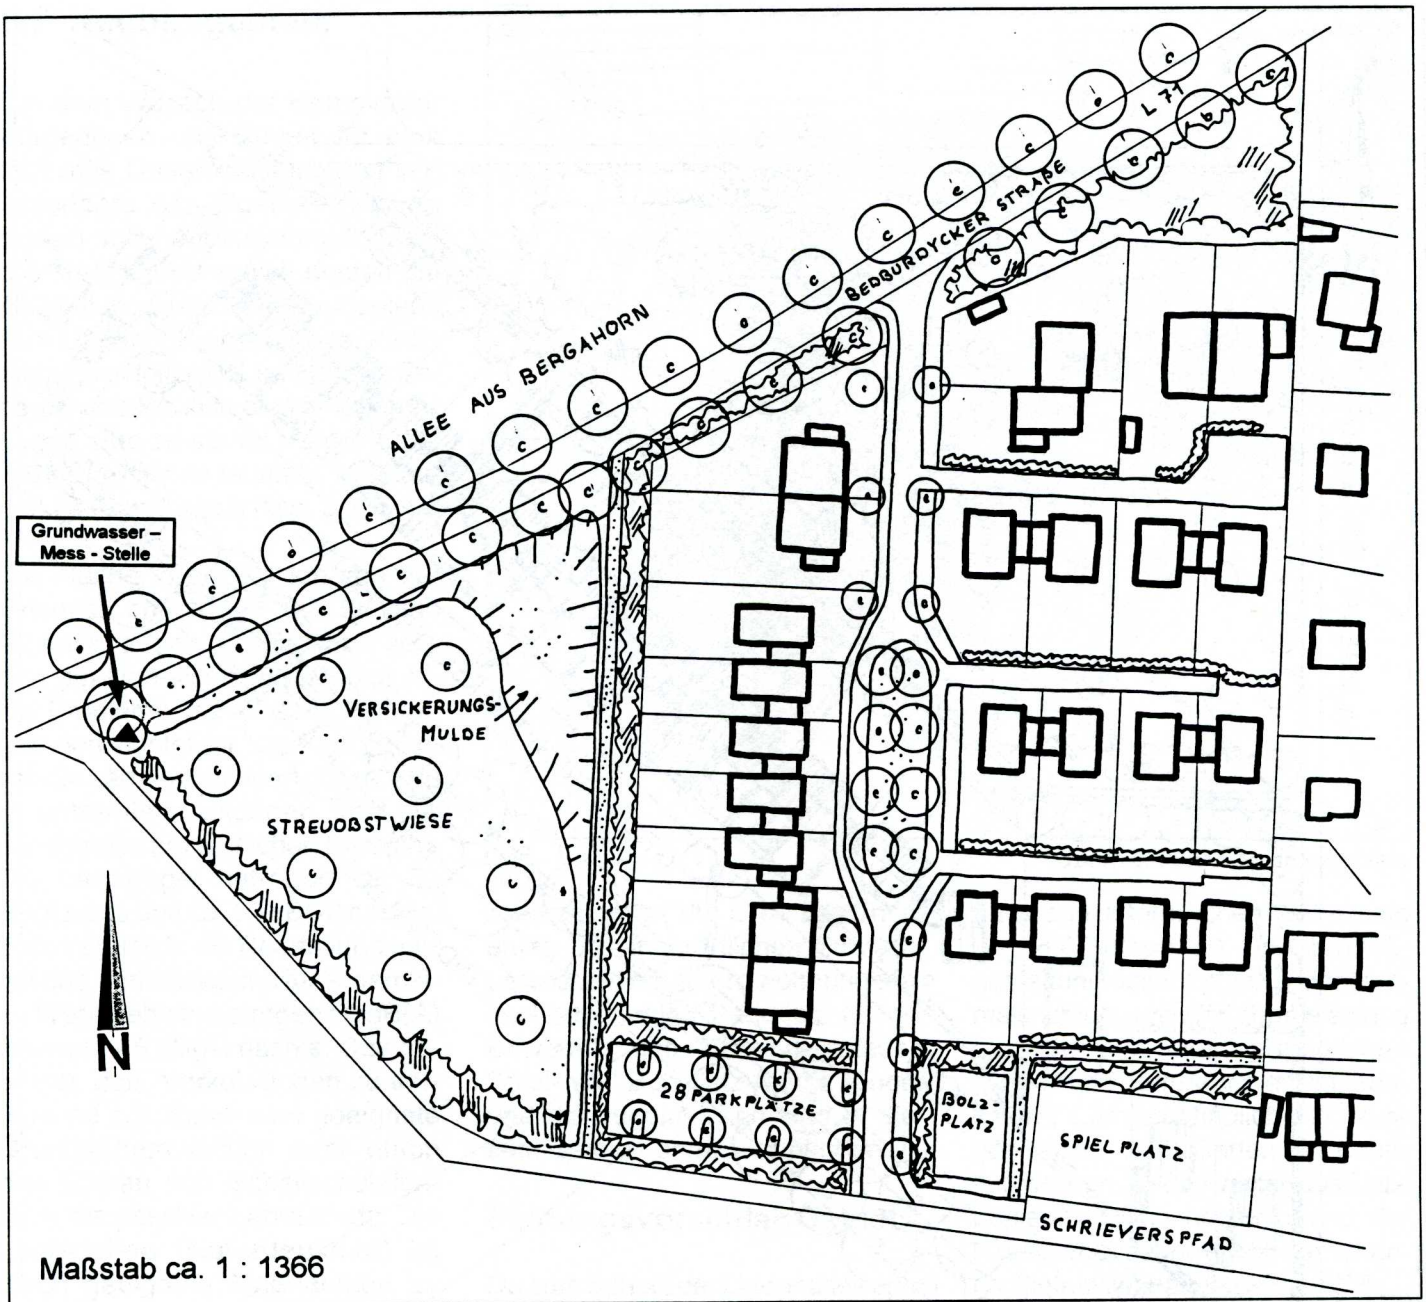 L 71
BEDBURDYCKER STRAßE
ALLEE AUS BERGAHORN
Grundwasser –
Mess - Stelle
VERSICKERUNGS-
MULDE
STREUOBSTWIESE
N
28 PARKPLÄTZE
BOLZ-
PLATZ
SPIELPLATZ
SCHRIEVERSPFAD
Maßstab ca. 1 : 1366